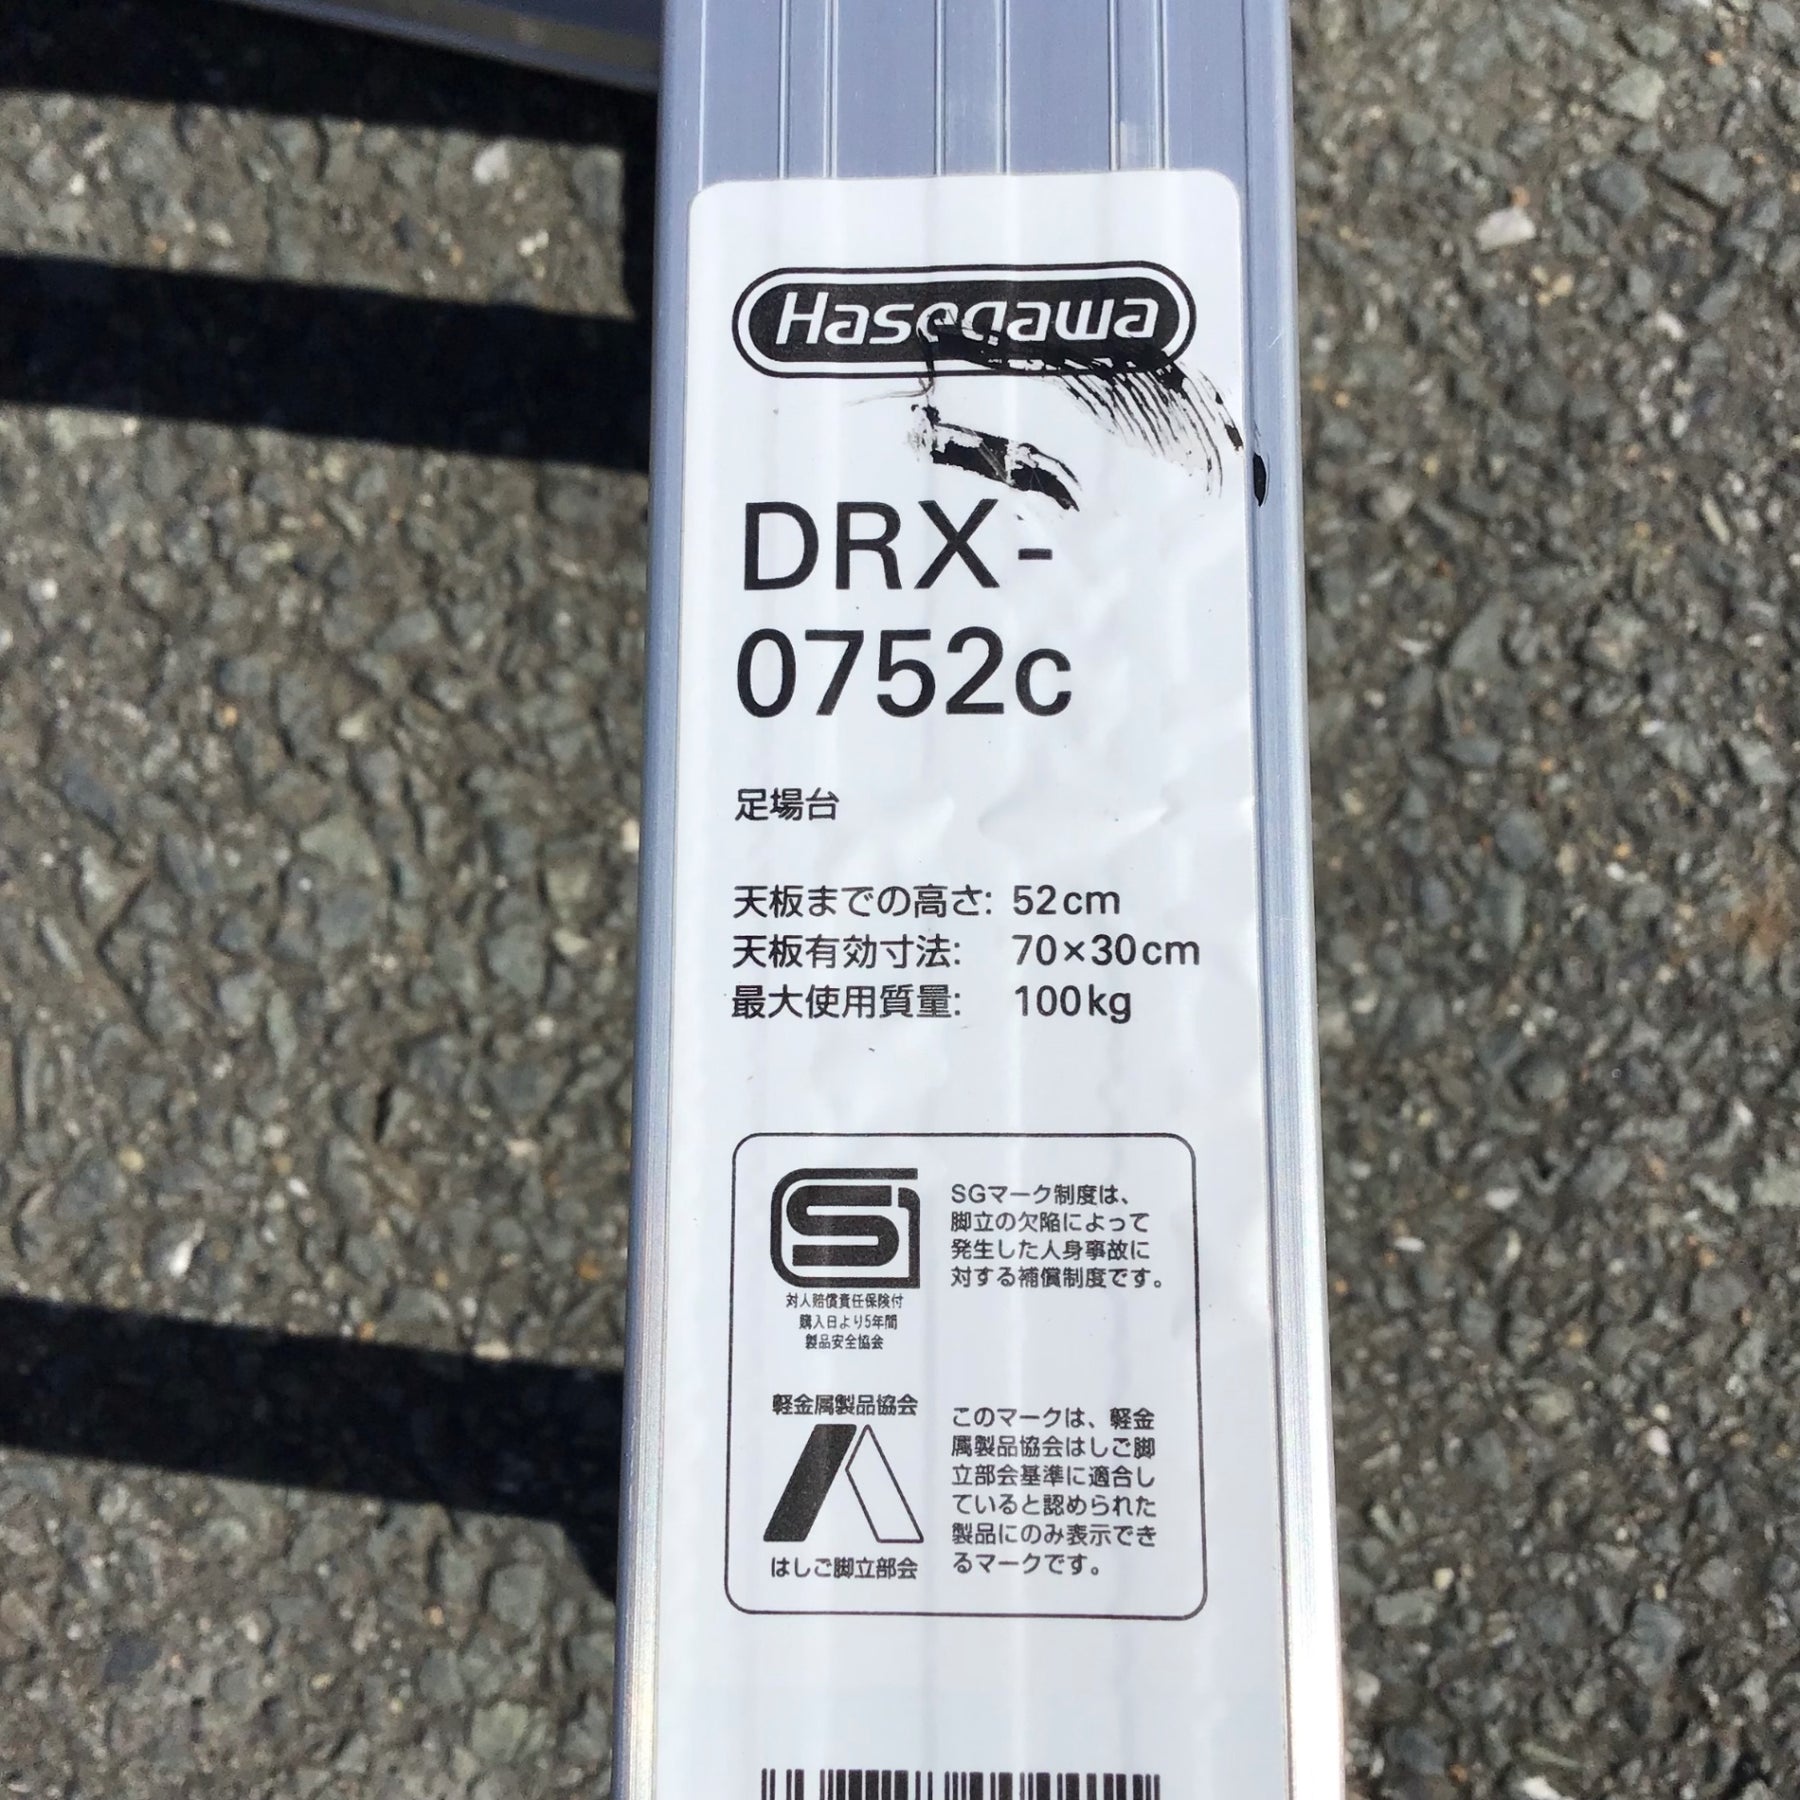 Hasegawa
DRX-
0752c
足場台
天板までの高さ: 52cm
天板有効寸法: 70×30cm
最大使用質量: 100kg
SGマーク制度は、
脚立の欠陥によって
発生した人身事故に
対する補償制度です。
対人賠償責任保険付
購入日より5年間
製品安全協会
軽金属製品協会
はしご脚立部会
このマークは、軽金
属製品協会はしご脚
立部会基準に適合し
ていると認められた
製品にのみ表示でき
るマークです。